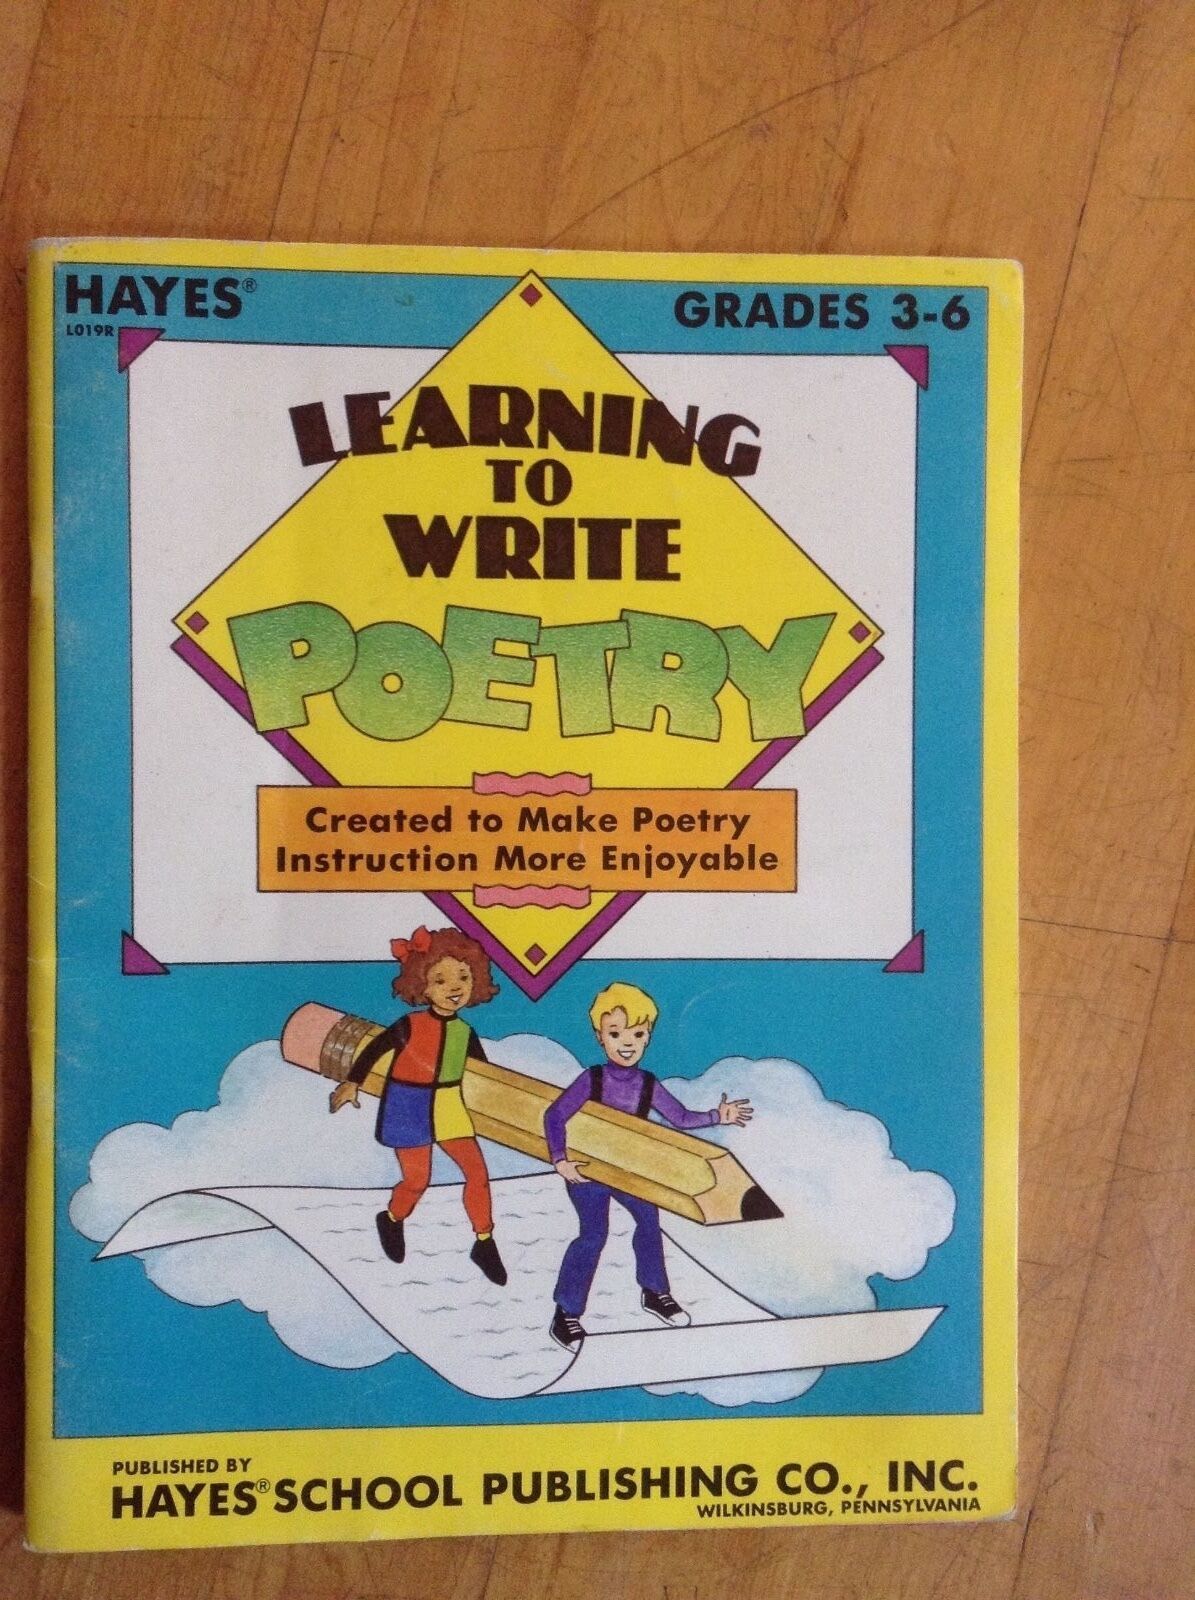 HAYES®
L019R
GRADES 3-6
LEARNING
TO
WRITE
POETRY
Created to Make Poetry
Instruction More Enjoyable
PUBLISHED BY
HAYES® SCHOOL PUBLISHING CO., INC.
WILKINSBURG, PENNSYLVANIA